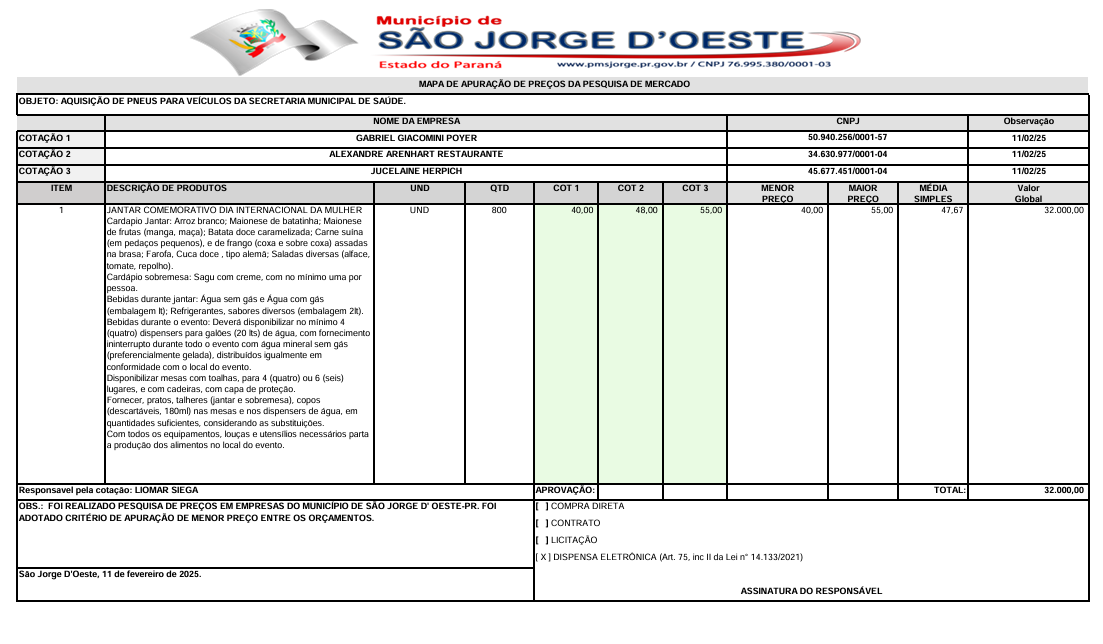 Município de
SÃO JORGE D'OESTE
Estado do Paraná
www.pmsjorge.pr.gov.br / CNPJ 76.995.380/0001-03
MAPA DE APURAÇÃO DE PREÇOS DA PESQUISA DE MERCADO
OBJETO: AQUISIÇÃO DE PNEUS PARA VEÍCULOS DA SECRETARIA MUNICIPAL DE SAÚDE.
NOME DA EMPRESA CNPJ Observação
COTAÇÃO 1 GABRIEL GIACOMINI POYER 50.940.256/0001-57 11/02/25
COTAÇÃO 2 ALEXANDRE ARENHART RESTAURANTE 34.630.977/0001-04 11/02/25
COTAÇÃO 3 JUCELAINE HERPICH 45.677.451/0001-04 11/02/25
ITEM DESCRIÇÃO DE PRODUTOS UND QTD COT 1 COT 2 COT 3 MENOR PREÇO MAIOR PREÇO MÉDIA SIMPLES Valor Global
1 JANTAR COMEMORATIVO DIA INTERNACIONAL DA MULHER UND 800 40,00 48,00 55,00 40,00 55,00 47,67 32.000,00
Cardapio Jantar: Arroz branco; Maionese de batatinha; Maionese
de frutas (manga, maça); Batata doce caramelizada; Carne suína
(em pedaços pequenos), e de frango (coxa e sobre coxa) assadas
na brasa; Farofa, Cuca doce , tipo alemã; Saladas diversas (alface,
tomate, repolho).
Cardápio sobremesa: Sagu com creme, com no mínimo uma por
pessoa.
Bebidas durante jantar: Água sem gás e Água com gás
(embalagem lt); Refrigerantes, sabores diversos (embalagem 2lt).
Bebidas durante o evento: Deverá disponibilizar no mínimo 4
(quatro) dispensers para galões (20 lts) de água, com fornecimento
ininterrupto durante todo o evento com água mineral sem gás
(preferencialmente gelada), distribuídos igualmente em
conformidade com o local do evento.
Disponibilizar mesas com toalhas, para 4 (quatro) ou 6 (seis)
lugares, e com cadeiras, com capa de proteção.
Fornecer, pratos, talheres (jantar e sobremesa), copos
(descartáveis, 180ml) nas mesas e nos dispensers de água, em
quantidades suficientes, considerando as substituições.
Com todos os equipamentos, louças e utensílios necessários parta
a produção dos alimentos no local do evento.
Responsavel pela cotação: LIOMAR SIEGA APROVAÇÃO: TOTAL: 32.000,00
OBS.: FOI REALIZADO PESQUISA DE PREÇOS EM EMPRESAS DO MUNICÍPIO DE SÃO JORGE D' OESTE-PR. FOI
ADOTADO CRITÉRIO DE APURAÇÃO DE MENOR PREÇO ENTRE OS ORÇAMENTOS.
[ ] COMPRA DIRETA
[ ] CONTRATO
[ ] LICITAÇÃO
[ X ] DISPENSA ELETRÔNICA (Art. 75, inc II da Lei n° 14.133/2021)
São Jorge D'Oeste, 11 de fevereiro de 2025.
ASSINATURA DO RESPONSÁVEL